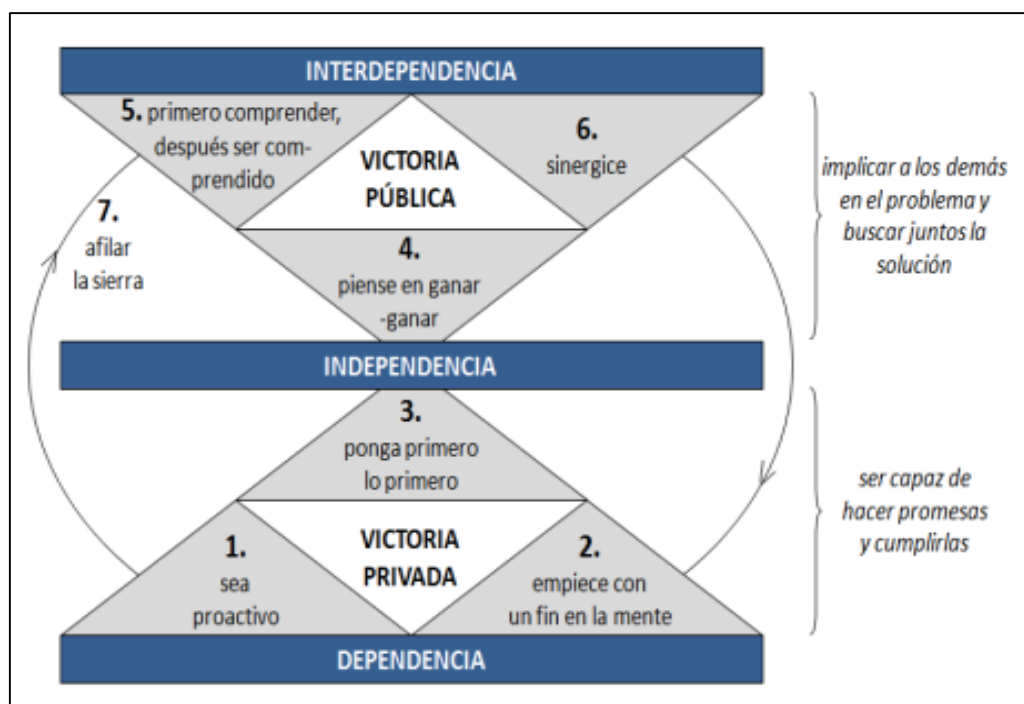 INTERDEPENDENCIA
5. primero comprender,
después ser com-
prendido
VICTORIA
PÚBLICA
6.
sinergice
7.
afilar
la sierra
4.
piense en ganar
-ganar
implicar a los demás
en el problema y
buscar juntos la
solución
INDEPENDENCIA
3.
ponga primero
lo primero
1.
sea
proactivo
VICTORIA
PRIVADA
2.
empiece con
un fin en la mente
ser capaz de
hacer promesas
y cumplirlas
DEPENDENCIA